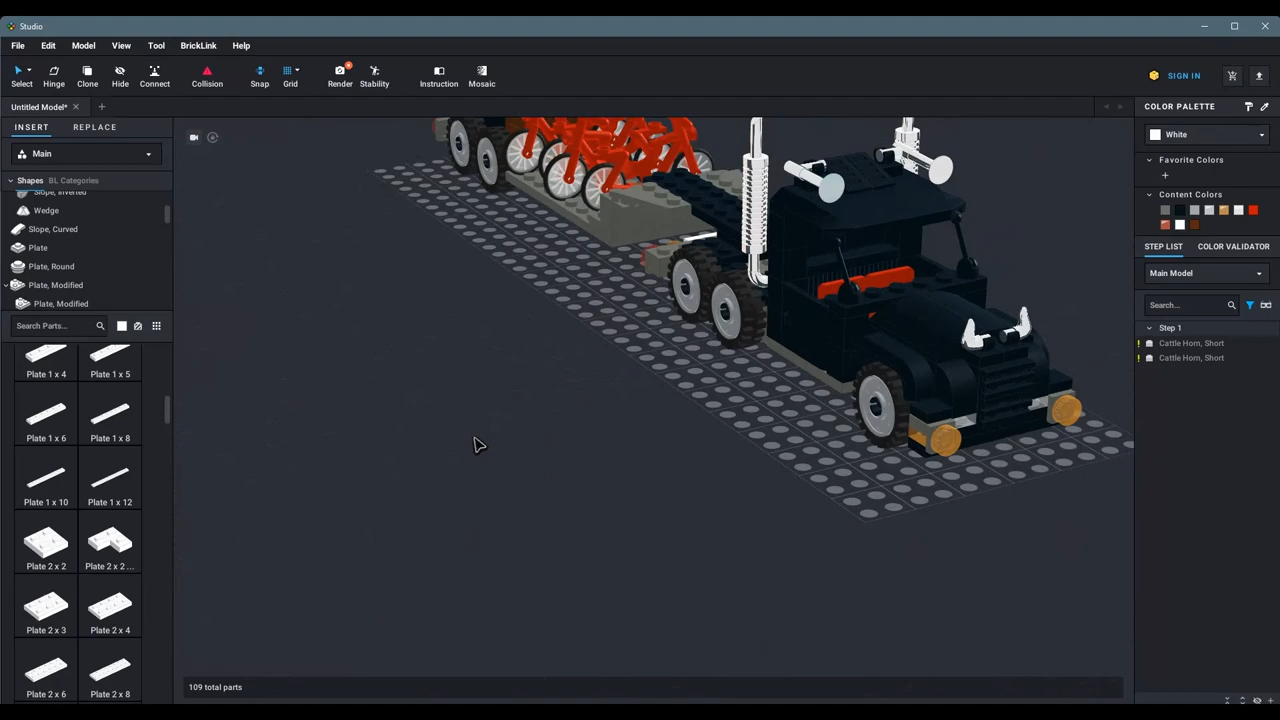 Studio
File Edit Model View Tool BrickLink Help
Select Hinge Clone Hide Connect Collision Snap Grid Render Stability Instruction Mosaic SIGN IN
Untitled Model*
INSERT REPLACE
Main
Shapes BL Categories
Slope, Inverted
Wedge
Slope, Curved
Plate
Plate, Round
Plate, Modified
Plate, Modified
Search Parts...
Plate 1 x 4 Plate 1 x 5
Plate 1 x 6 Plate 1 x 8
Plate 1 x 10 Plate 1 x 12
Plate 2 x 2 Plate 2 x 2 ...
Plate 2 x 3 Plate 2 x 4
Plate 2 x 6 Plate 2 x 8
109 total parts
COLOR PALETTE
White
Favorite Colors
Content Colors
STEP LIST COLOR VALIDATOR
Main Model
Search...
Step 1
Cattle Horn, Short
Cattle Horn, Short